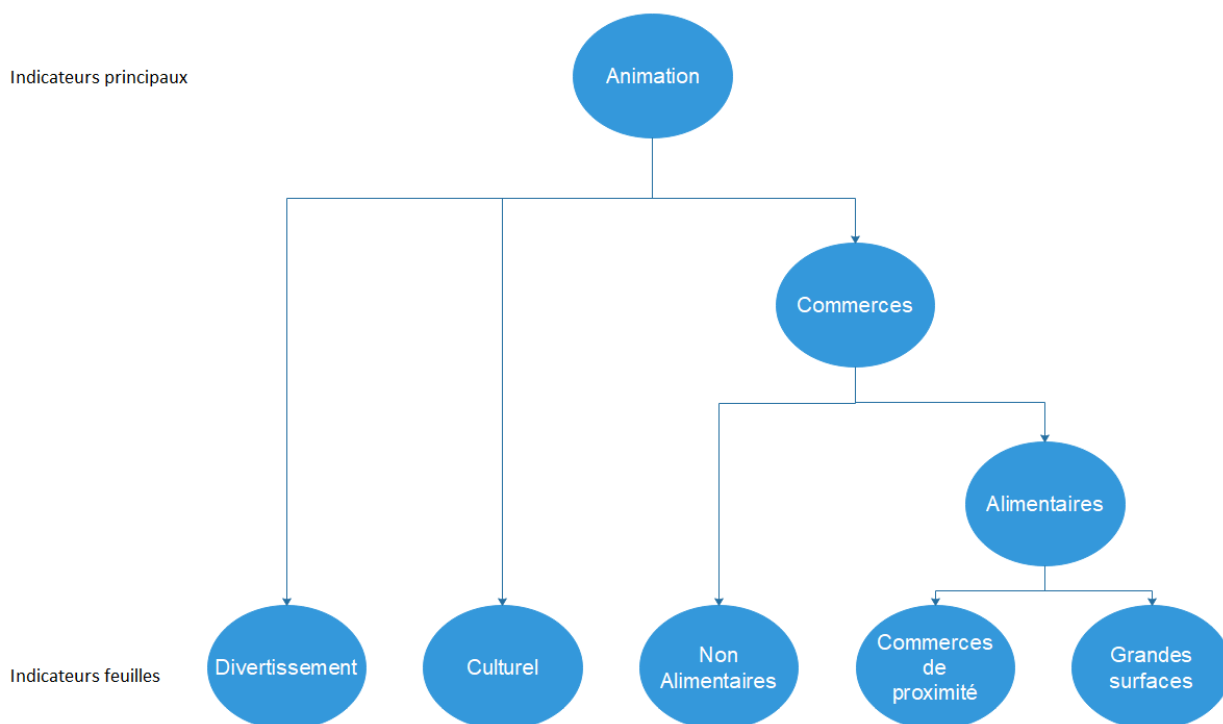 Indicateurs principaux
Animation
Commerces
Alimentaires
Indicateurs feuilles
Divertissement
Culturel
Non
Alimentaires
Commerces
de
proximité
Grandes
surfaces